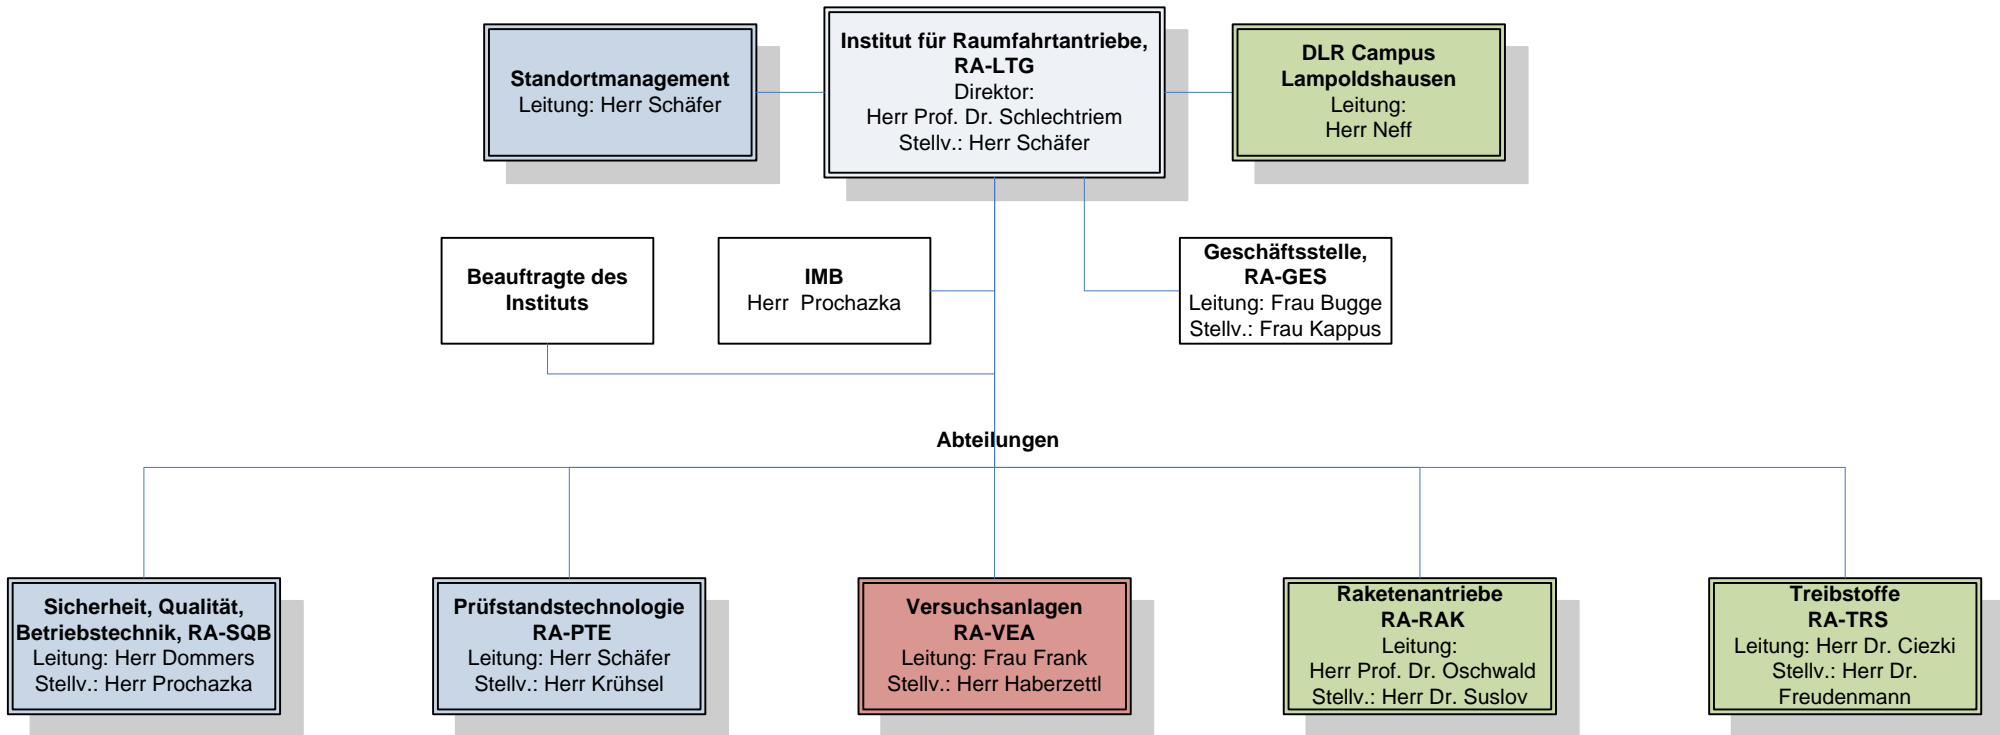 Standortmanagement
Leitung: Herr Schäfer
Institut für Raumfahrtantriebe,
RA-LTG
Direktor:
Herr Prof. Dr. Schlechtriem
Stellv.: Herr Schäfer
DLR Campus
Lampoldshausen
Leitung:
Herr Neff
Beauftragte des
Instituts
IMB
Herr Prochazka
Geschäftsstelle,
RA-GES
Leitung: Frau Bugge
Stellv.: Frau Kappus
Abteilungen
Sicherheit, Qualität,
Betriebstechnik, RA-SQB
Leitung: Herr Dommers
Stellv.: Herr Prochazka
Prüfstandstechnologie
RA-PTE
Leitung: Herr Schäfer
Stellv.: Herr Krühsel
Versuchsanlagen
RA-VEA
Leitung: Frau Frank
Stellv.: Herr Haberzettl
Raketenantriebe
RA-RAK
Leitung:
Herr Prof. Dr. Oschwald
Stellv.: Herr Dr. Suslov
Treibstoffe
RA-TRS
Leitung: Herr Dr. Ciezki
Stellv.: Herr Dr.
Freudenmann